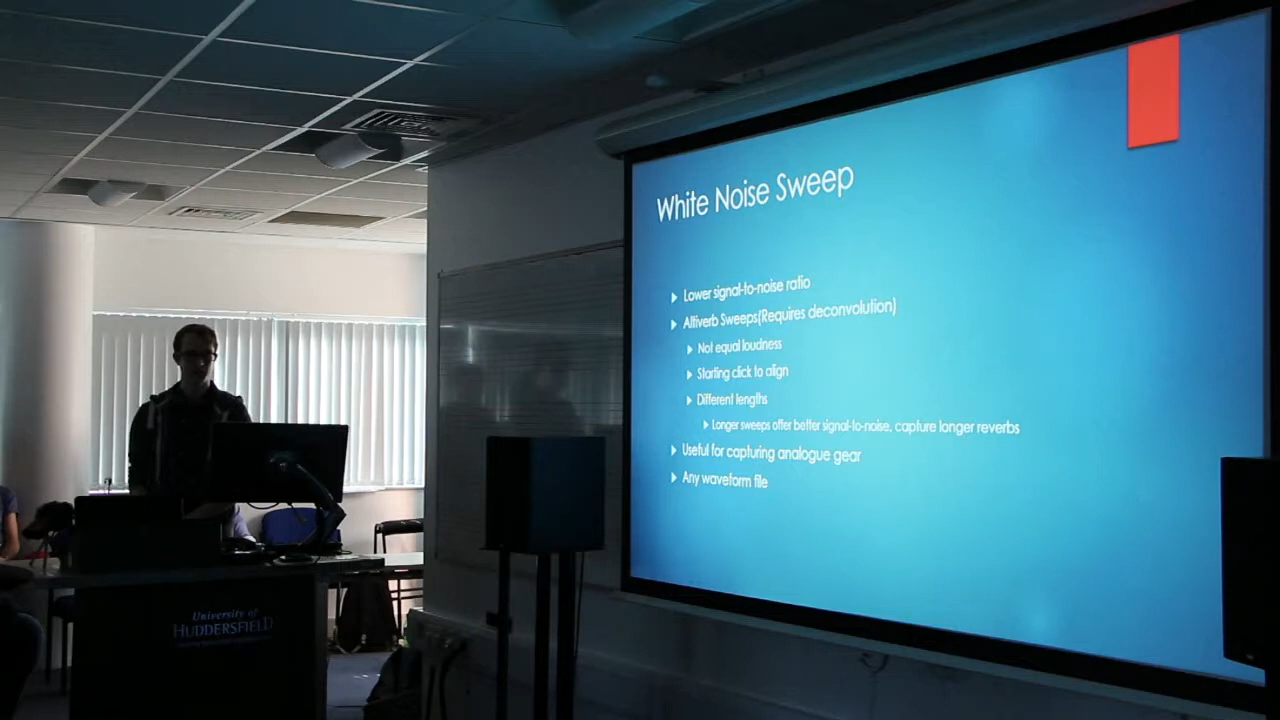 White Noise Sweep
Lower signal-to-noise ratio
Altiverb Sweeps(Requires deconvolution)
Not equal loudness
Starting click to align
Different lengths
Longer sweeps offer better signal-to-noise, capture longer reverbs
Useful for capturing analogue gear
Any waveform file
University of
HUDDERSFIELD